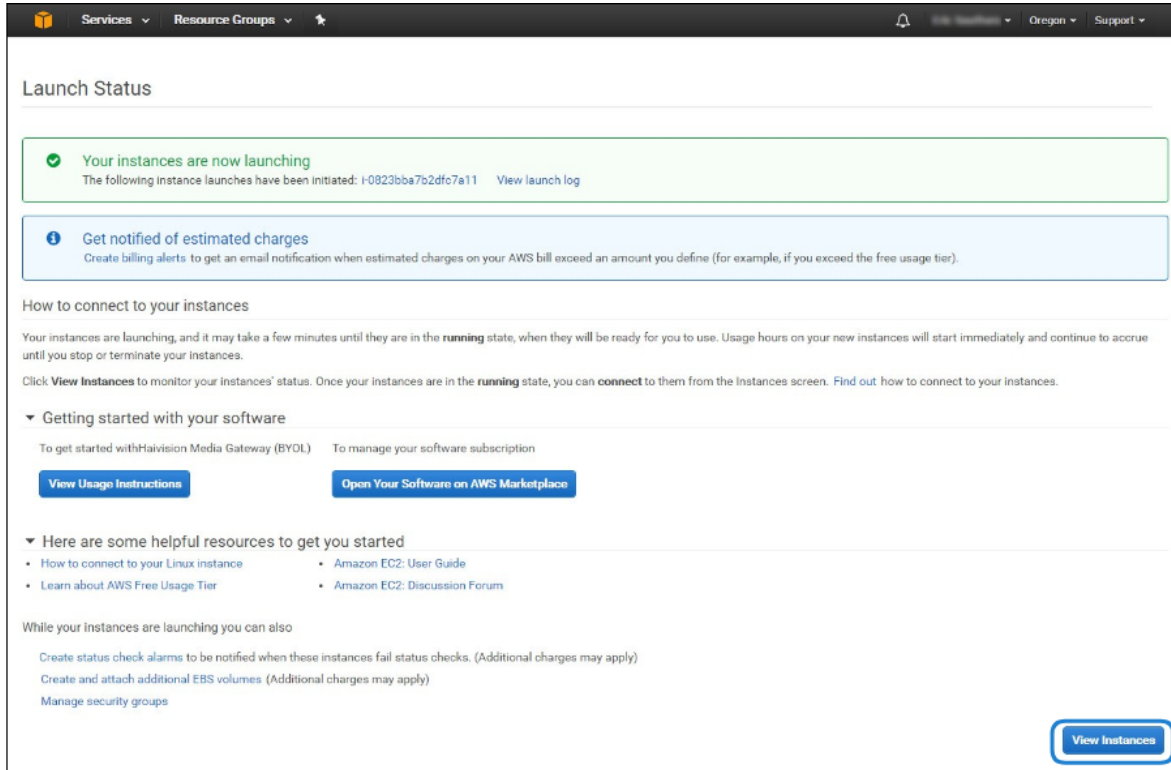 Services Resource Groups Oregon Support
Launch Status
Your instances are now launching
The following instance launches have been initiated: i-0823bba7b2dfc7a11 View launch log
Get notified of estimated charges
Create billing alerts to get an email notification when estimated charges on your AWS bill exceed an amount you define (for example, if you exceed the free usage tier).
How to connect to your instances
Your instances are launching, and it may take a few minutes until they are in the running state, when they will be ready for you to use. Usage hours on your new instances will start immediately and continue to accrue
until you stop or terminate your instances.
Click View Instances to monitor your instances' status. Once your instances are in the running state, you can connect to them from the Instances screen. Find out how to connect to your instances.
Getting started with your software
To get started withHaivision Media Gateway (BYOL) To manage your software subscription
View Usage Instructions Open Your Software on AWS Marketplace
Here are some helpful resources to get you started
• How to connect to your Linux instance • Amazon EC2: User Guide
• Learn about AWS Free Usage Tier • Amazon EC2: Discussion Forum
While your instances are launching you can also
Create status check alarms to be notified when these instances fail status checks. (Additional charges may apply)
Create and attach additional EBS volumes (Additional charges may apply)
Manage security groups
View Instances